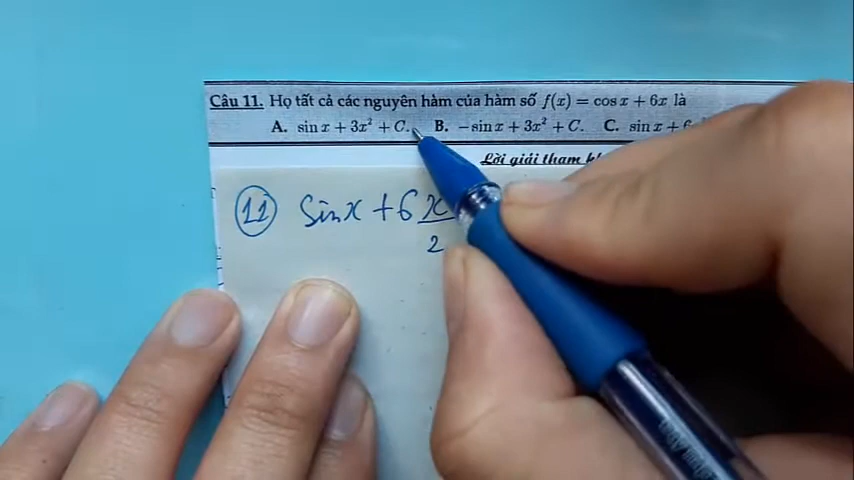 Câu 11. Họ tất cả các nguyên hàm của hàm số f(x) = cos x + 6x là
A. sin x + 3x² + C. B. −sin x + 3x² + C. C. sin x + 6
Lời giải tham
11 Sinx + 6 x/2